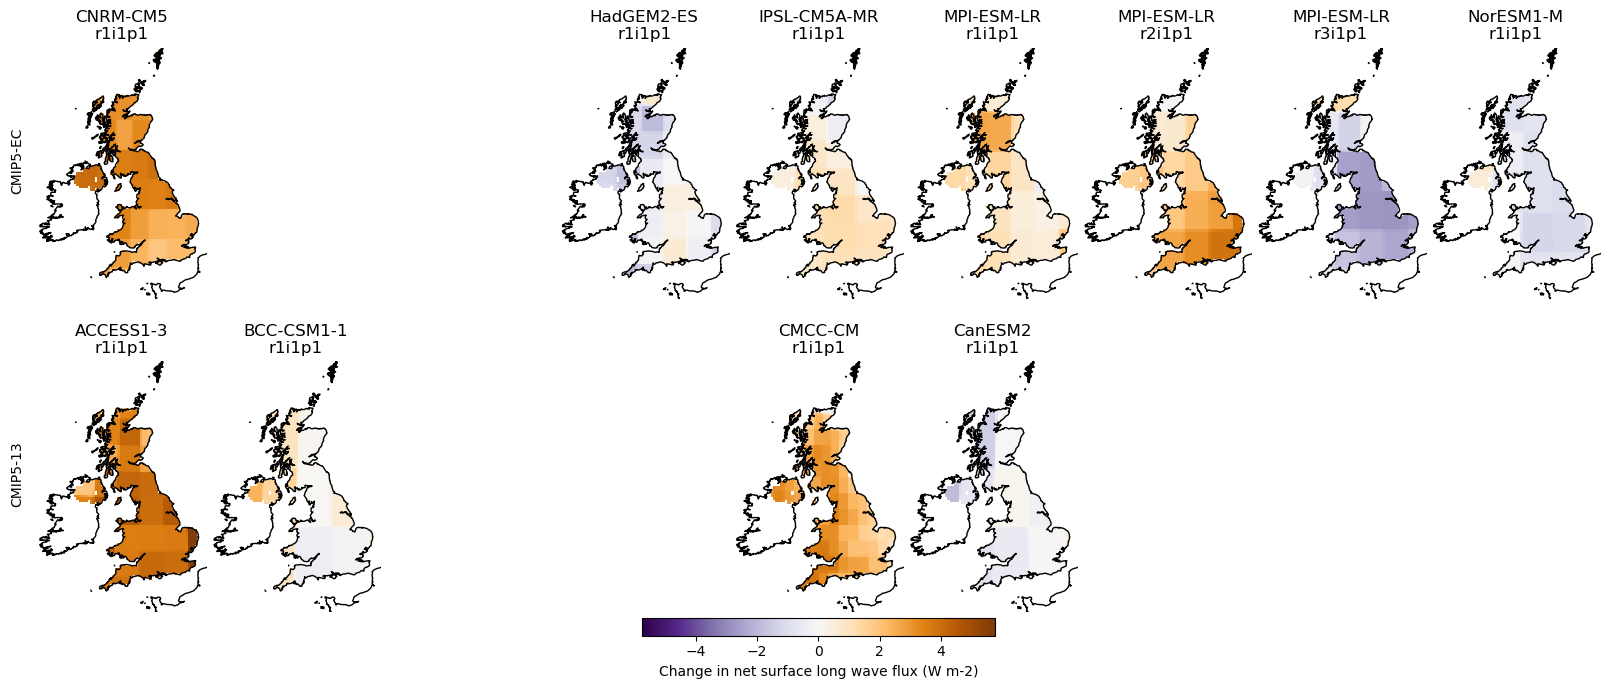 CNRM-CM5
r1i1p1
HadGEM2-ES
r1i1p1
IPSL-CM5A-MR
r1i1p1
MPI-ESM-LR
r1i1p1
MPI-ESM-LR
r2i1p1
MPI-ESM-LR
r3i1p1
NorESM1-M
r1i1p1
CMIP5-EC
ACCESS1-3
r1i1p1
BCC-CSM1-1
r1i1p1
CMCC-CM
r1i1p1
CanESM2
r1i1p1
CMIP5-13
−4 −2 0 2 4
Change in net surface long wave flux (W m-2)